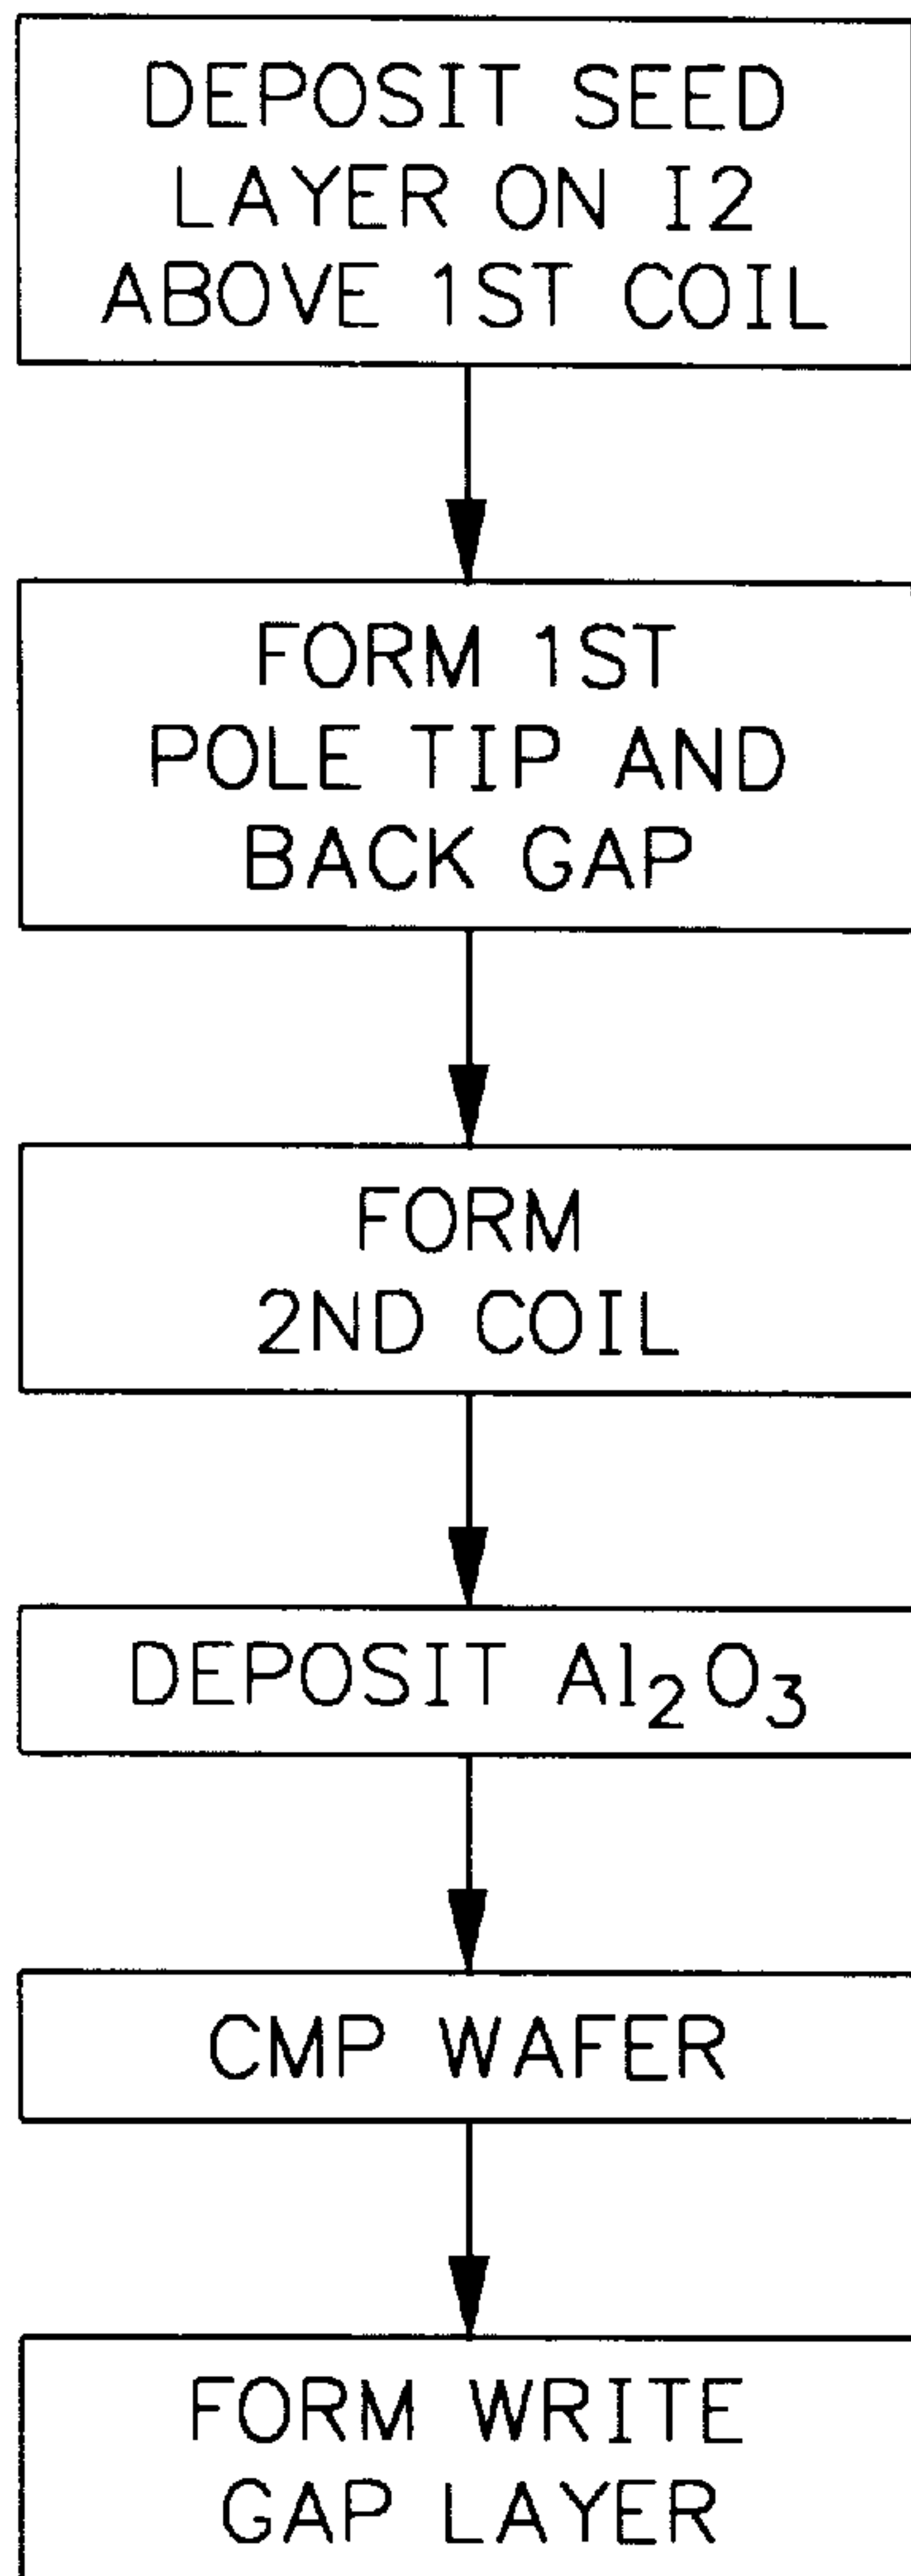 DEPOSIT SEED
LAYER ON I2
ABOVE 1ST COIL
FORM 1ST
POLE TIP AND
BACK GAP
FORM
2ND COIL
DEPOSIT Al₂O₃
CMP WAFER
FORM WRITE
GAP LAYER